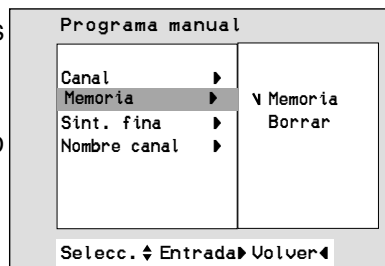 Programa manual
Canal
Memoria
Sint. fina
Nombre canal
Memoria
Borrar
Selecc. Entrada Volver